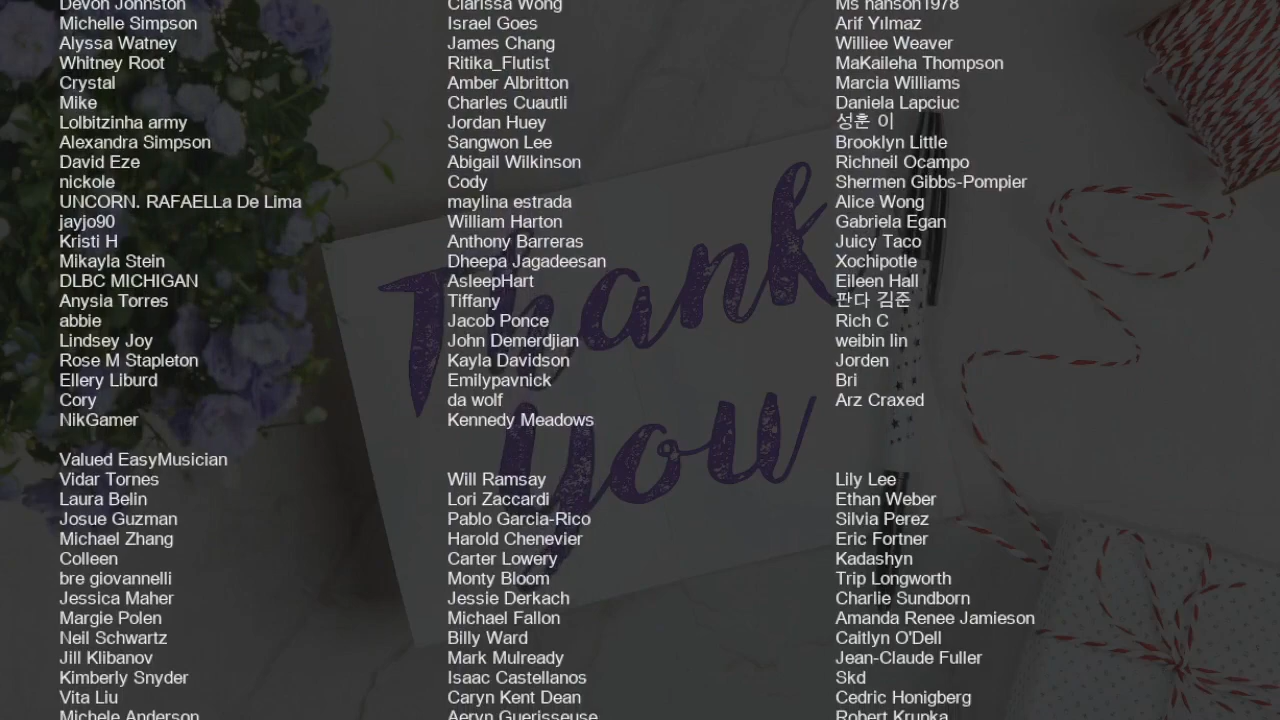 Devon Johnston
Michelle Simpson
Alyssa Watney
Whitney Root
Crystal
Mike
Lolbitzinha army
Alexandra Simpson
David Eze
nickole
UNCORN. RAFAELLa De Lima
jayjo90
Kristi H
Mikayla Stein
DLBC MICHIGAN
Anysia Torres
abbie
Lindsey Joy
Rose M Stapleton
Ellery Liburd
Cory
NikGamer
Clarissa Wong
Israel Goes
James Chang
Ritika_Flutist
Amber Albritton
Charles Cuautli
Jordan Huey
Sangwon Lee
Abigail Wilkinson
Cody
maylina estrada
William Harton
Anthony Barreras
Dheepa Jagadeesan
AsleepHart
Tiffany
Jacob Ponce
John Demerdjian
Kayla Davidson
Emilypavnick
da wolf
Kennedy Meadows
Ms hanson1978
Arif Yılmaz
Williee Weaver
MaKaileha Thompson
Marcia Williams
Daniela Lapciuc
성훈 이
Brooklyn Little
Richneil Ocampo
Shermen Gibbs-Pompier
Alice Wong
Gabriela Egan
Juicy Taco
Xochipotle
Eileen Hall
판다 김준
Rich C
weibin lin
Jorden
Bri
Arz Craxed
Valued EasyMusician
Vidar Tornes
Laura Belin
Josue Guzman
Michael Zhang
Colleen
bre giovannelli
Jessica Maher
Margie Polen
Neil Schwartz
Jill Klibanov
Kimberly Snyder
Vita Liu
Michele Anderson
Will Ramsay
Lori Zaccardi
Pablo Garcia-Rico
Harold Chenevier
Carter Lowery
Monty Bloom
Jessie Derkach
Michael Fallon
Billy Ward
Mark Mulready
Isaac Castellanos
Caryn Kent Dean
Aeryn Guerisseuse
Lily Lee
Ethan Weber
Silvia Perez
Eric Fortner
Kadashyn
Trip Longworth
Charlie Sundborn
Amanda Renee Jamieson
Caitlyn O'Dell
Jean-Claude Fuller
Skd
Cedric Honigberg
Robert Krupka
Thank
you